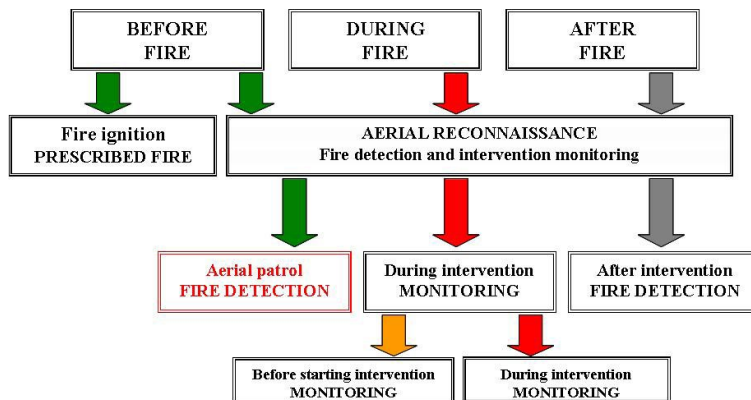 BEFORE
FIRE
DURING
FIRE
AFTER
FIRE
Fire ignition
PRESCRIBED FIRE
AERIAL RECONNAISSANCE
Fire detection and intervention monitoring
Aerial patrol
FIRE DETECTION
During intervention
MONITORING
After intervention
FIRE DETECTION
Before starting intervention
MONITORING
During intervention
MONITORING